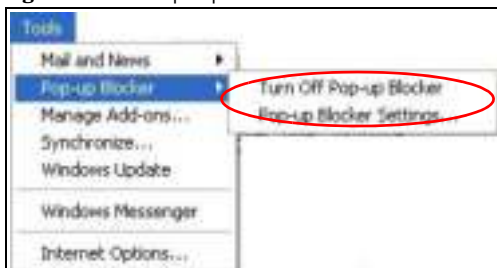 Tools
Mail and News
Pop-up Blocker
Turn Off Pop-up Blocker
Pop-up Blocker Settings...
Manage Add-ons...
Synchronize...
Windows Update
Windows Messenger
Internet Options...